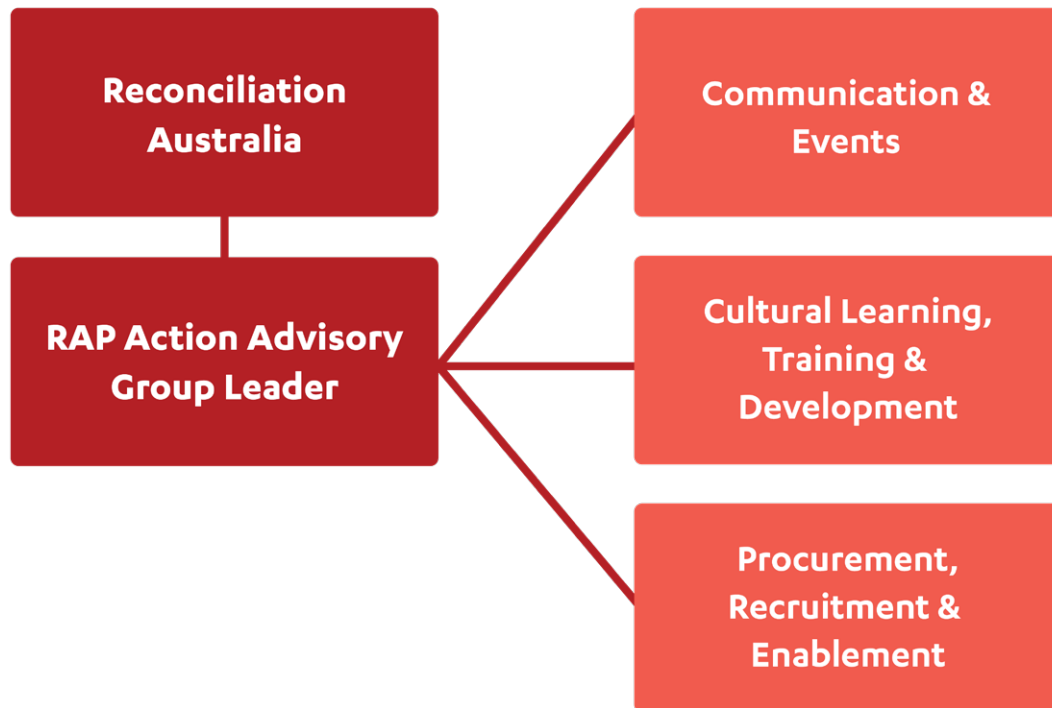 Reconciliation
Australia
RAP Action Advisory
Group Leader
Communication &
Events
Cultural Learning,
Training &
Development
Procurement,
Recruitment &
Enablement